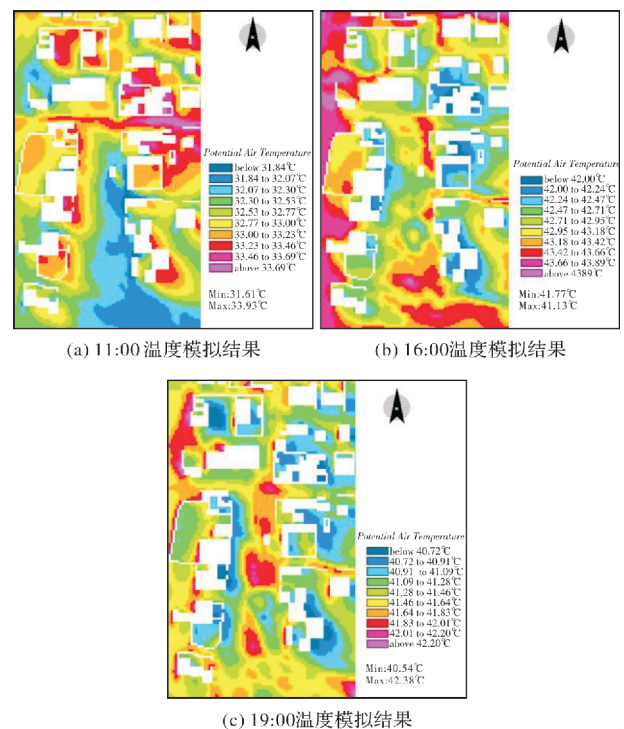 Potential Air Temperature
below 31.84℃
31.84 to 32.07℃
32.07 to 32.30℃
32.30 to 32.53℃
32.53 to 32.77℃
32.77 to 33.00℃
33.00 to 33.23℃
33.23 to 33.46℃
33.46 to 33.69℃
above 33.69℃
Min:31.61℃
Max:33.93℃
(a) 11:00温度模拟结果
Potential Air Temperature
below 42.00℃
42.00 to 42.24℃
42.24 to 42.47℃
42.47 to 42.71℃
42.71 to 42.95℃
42.95 to 43.18℃
43.18 to 43.42℃
43.42 to 43.66℃
43.66 to 43.89℃
above 4389℃
Min:41.77℃
Max:41.13℃
(b) 16:00温度模拟结果
Potential Air Temperature
below 40.72℃
40.72 to 40.91℃
40.91 to 41.09℃
41.09 to 41.28℃
41.28 to 41.46℃
41.46 to 41.64℃
41.64 to 41.83℃
41.83 to 42.01℃
42.01 to 42.20℃
above 42.20℃
Min:40.54℃
Max:42.38℃
(c) 19:00温度模拟结果